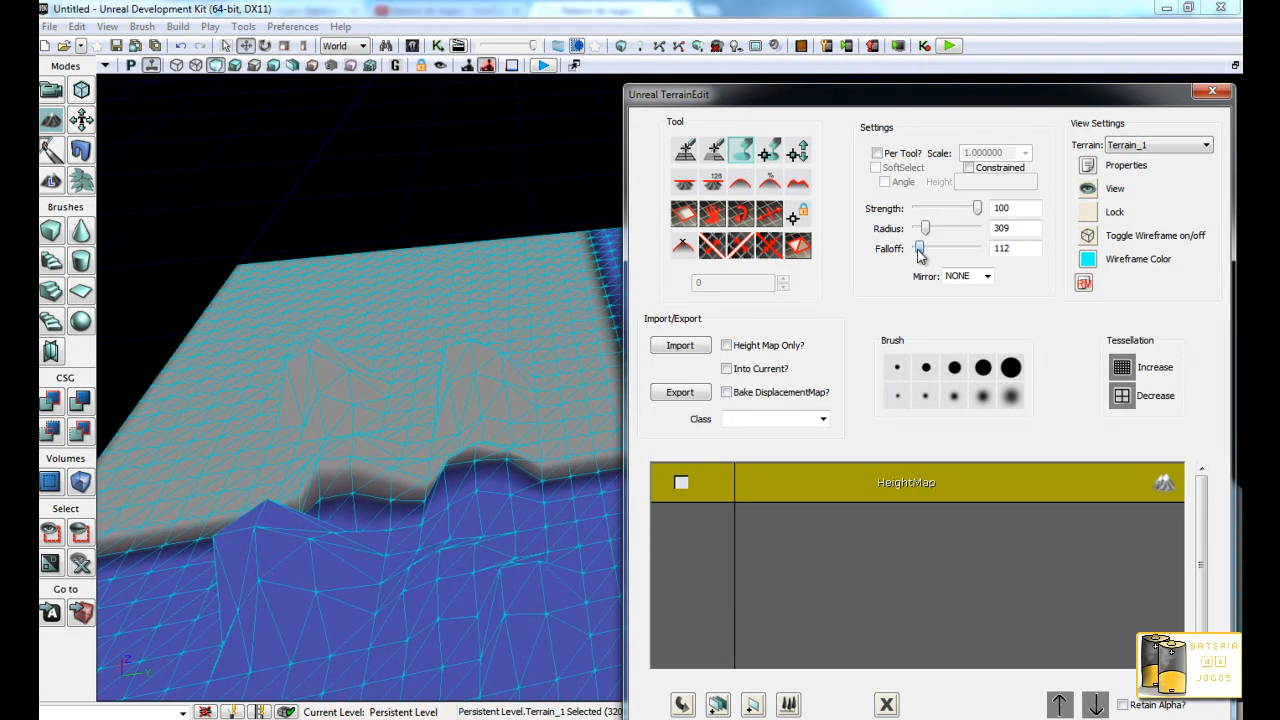 Untitled - Unreal Development Kit (64-bit, DX11)
File Edit View Brush Build Play Tools Preferences Help
World
Modes
P
G
Brushes
CSG
Volumes
Select
Go to
Unreal TerrainEdit
Tool
128
%
0
Settings
Per Tool? Scale: 1.000000
SoftSelect Constrained
Angle Height
Strength: 100
Radius: 309
Falloff: 112
Mirror: NONE
View Settings
Terrain: Terrain_1
Properties
View
Lock
Toggle Wireframe on/off
Wireframe Color
Import/Export
Import Height Map Only?
Into Current?
Export Bake DisplacementMap?
Class
Brush
Tessellation
Increase
Decrease
HeightMap
Retain Alpha?
BATERIA
de
JOGOS
Z
Y
Current Level: Persistent Level Persistent Level.Terrain_1 Selected (320